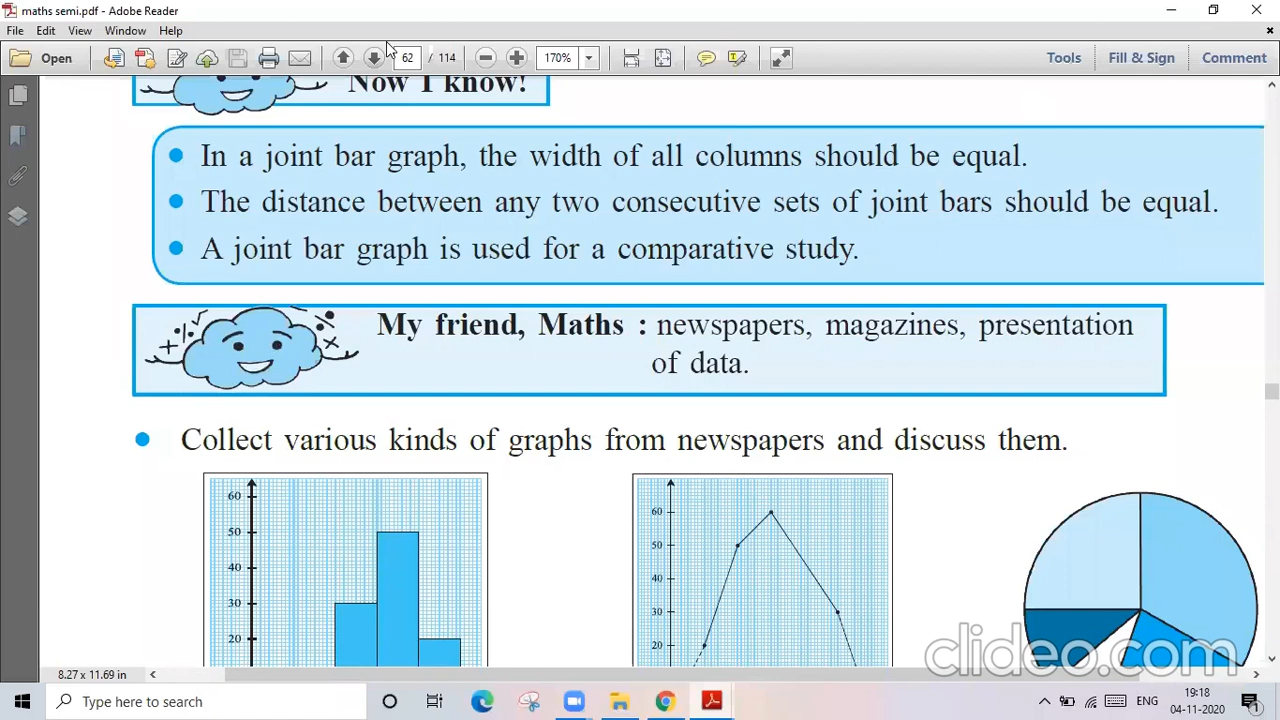 maths semi.pdf - Adobe Reader
File Edit View Window Help
Open 62 / 114 170% Tools Fill & Sign Comment
Now I know!
In a joint bar graph, the width of all columns should be equal.
The distance between any two consecutive sets of joint bars should be equal.
A joint bar graph is used for a comparative study.
My friend, Maths : newspapers, magazines, presentation
of data.
Collect various kinds of graphs from newspapers and discuss them.
60
50
40
30
20
60
50
40
30
20
clideo.com
8.27 x 11.69 in
Type here to search
ENG
19:18
04-11-2020
1